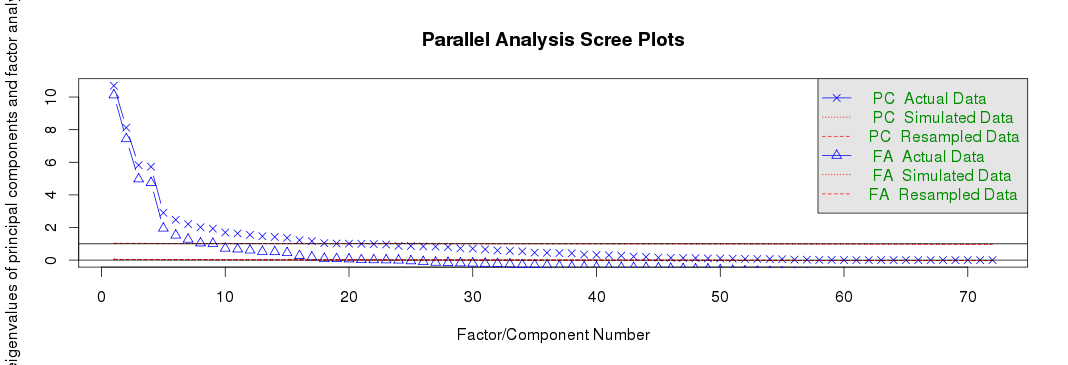 Parallel Analysis Scree Plots
eigenvalues of principal components and factor
10
8
6
4
2
0
PC Actual Data
PC Simulated Data
PC Resampled Data
FA Actual Data
FA Simulated Data
FA Resampled Data
0 10 20 30 40 50 60 70
Factor/Component Number